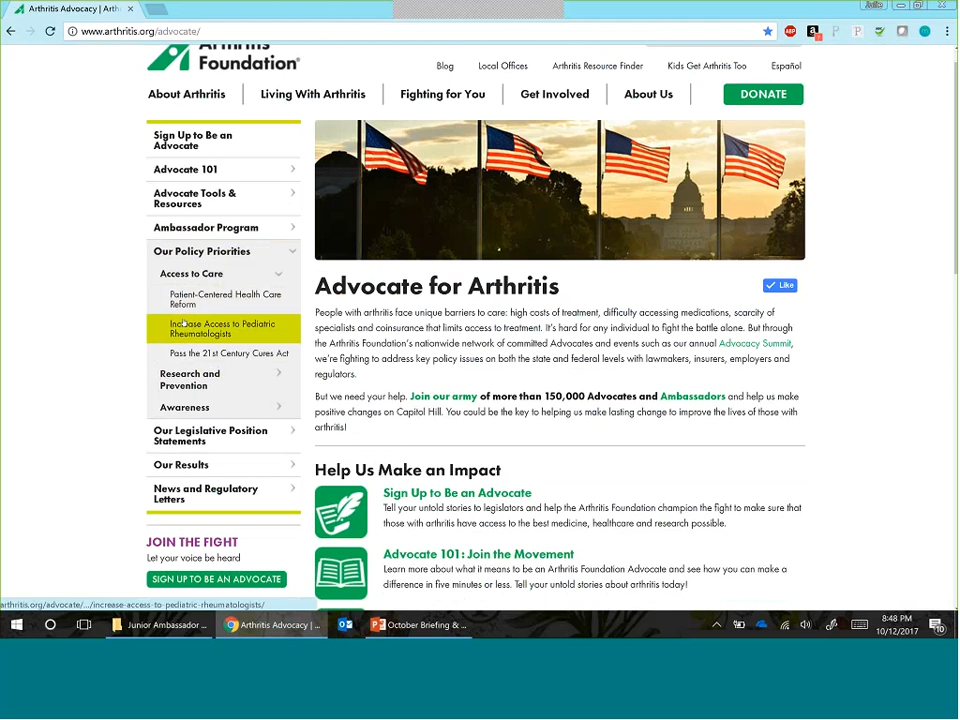 Arthritis Advocacy | Arth
www.arthritis.org/advocate/
ABP
Arthritis
Foundation®
Blog
Local Offices
Arthritis Resource Finder
Kids Get Arthritis Too
Español
About Arthritis
Living With Arthritis
Fighting for You
Get Involved
About Us
DONATE
Sign Up to Be an
Advocate
Advocate 101
Advocate Tools &
Resources
Ambassador Program
Our Policy Priorities
Access to Care
Patient-Centered Health Care
Reform
Increase Access to Pediatric
Rheumatologists
Pass the 21st Century Cures Act
Research and
Prevention
Awareness
Our Legislative Position
Statements
Our Results
News and Regulatory
Letters
JOIN THE FIGHT
Let your voice be heard
SIGN UP TO BE AN ADVOCATE
Advocate for Arthritis
Like
People with arthritis face unique barriers to care: high costs of treatment, difficulty accessing medications, scarcity of
specialists and coinsurance that limits access to treatment. It's hard for any individual to fight the battle alone. But through
the Arthritis Foundation's nationwide network of committed Advocates and events such as our annual Advocacy Summit,
we're fighting to address key policy issues on both the state and federal levels with lawmakers, insurers, employers and
regulators.
But we need your help. Join our army of more than 150,000 Advocates and Ambassadors and help us make
positive changes on Capitol Hill. You could be the key to helping us make lasting change to improve the lives of those with
arthritis!
Help Us Make an Impact
Sign Up to Be an Advocate
Tell your untold stories to legislators and help the Arthritis Foundation champion the fight to make sure that
those with arthritis have access to the best medicine, healthcare and research possible.
Advocate 101: Join the Movement
Learn more about what it means to be an Arthritis Foundation Advocate and see how you can make a
difference in five minutes or less. Tell your untold stories about arthritis today!
arthritis.org/advocate/.../increase-access-to-pediatric-rheumatologists/
Junior Ambassador ...
Arthritis Advocacy | ...
October Briefing & ...
8:48 PM
10/12/2017
10